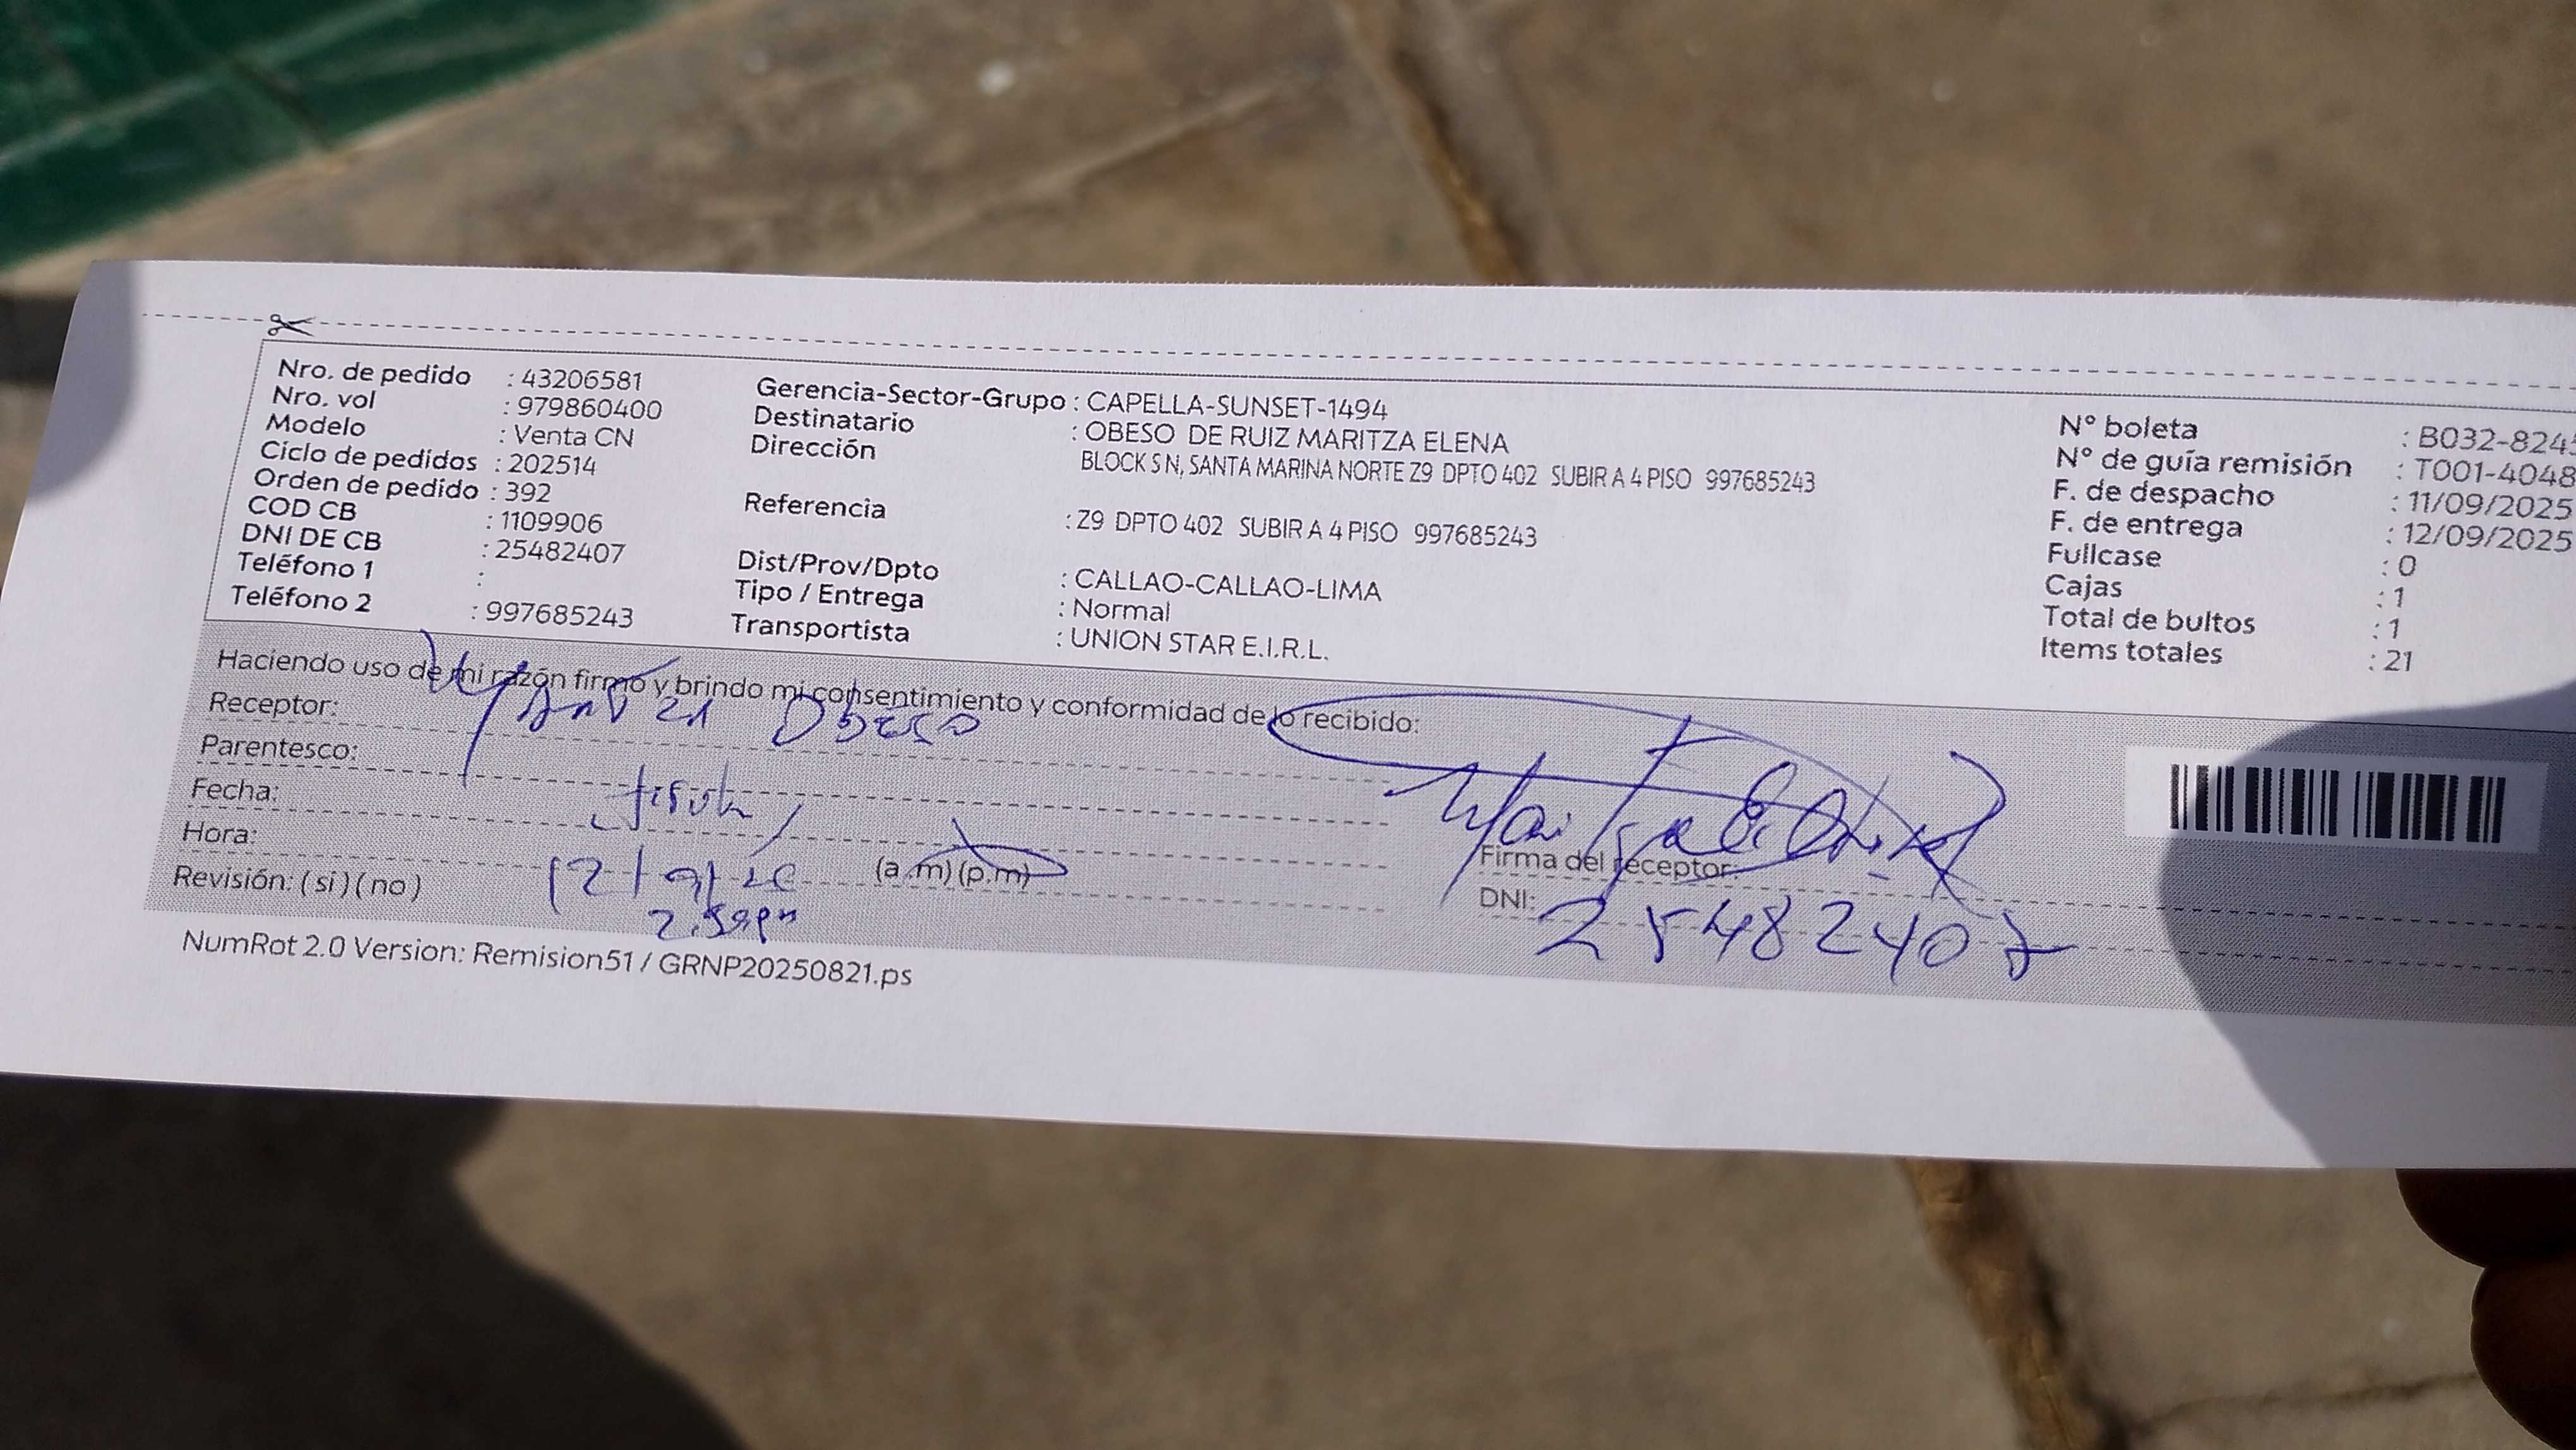 Nro. de pedido : 43206581
Nro. vol : 979860400
Modelo : Venta CN
Ciclo de pedidos : 202514
Orden de pedido : 392
COD CB : 1109906
DNI DE CB : 25482407
Teléfono 1 :
Teléfono 2 : 997685243
Gerencia-Sector-Grupo : CAPELLA-SUNSET-1494
Destinatario : OBESO DE RUIZ MARITZA ELENA
Dirección BLOCK S N, SANTA MARINA NORTE Z9 DPTO 402 SUBIR A 4 PISO 997685243
Referencia : Z9 DPTO 402 SUBIR A 4 PISO 997685243
Dist/Prov/Dpto : CALLAO-CALLAO-LIMA
Tipo / Entrega : Normal
Transportista : UNION STAR E.I.R.L.
N° boleta : B032-824
N° de guía remisión : T001-4048
F. de despacho : 11/09/2025
F. de entrega : 12/09/2025
Fullcase : 0
Cajas : 1
Total de bultos : 1
Items totales : 21
Haciendo uso de mi razón firmo y brindo mi consentimiento y conformidad de lo recibido:
Receptor: Obeso
Parentesco:
Fecha:
Hora: (a.m) (p.m)
Revisión: ( si ) ( no )
Firma del receptor:
DNI: 25482407
NumRot 2.0 Version: Remision51 / GRNP20250821.ps